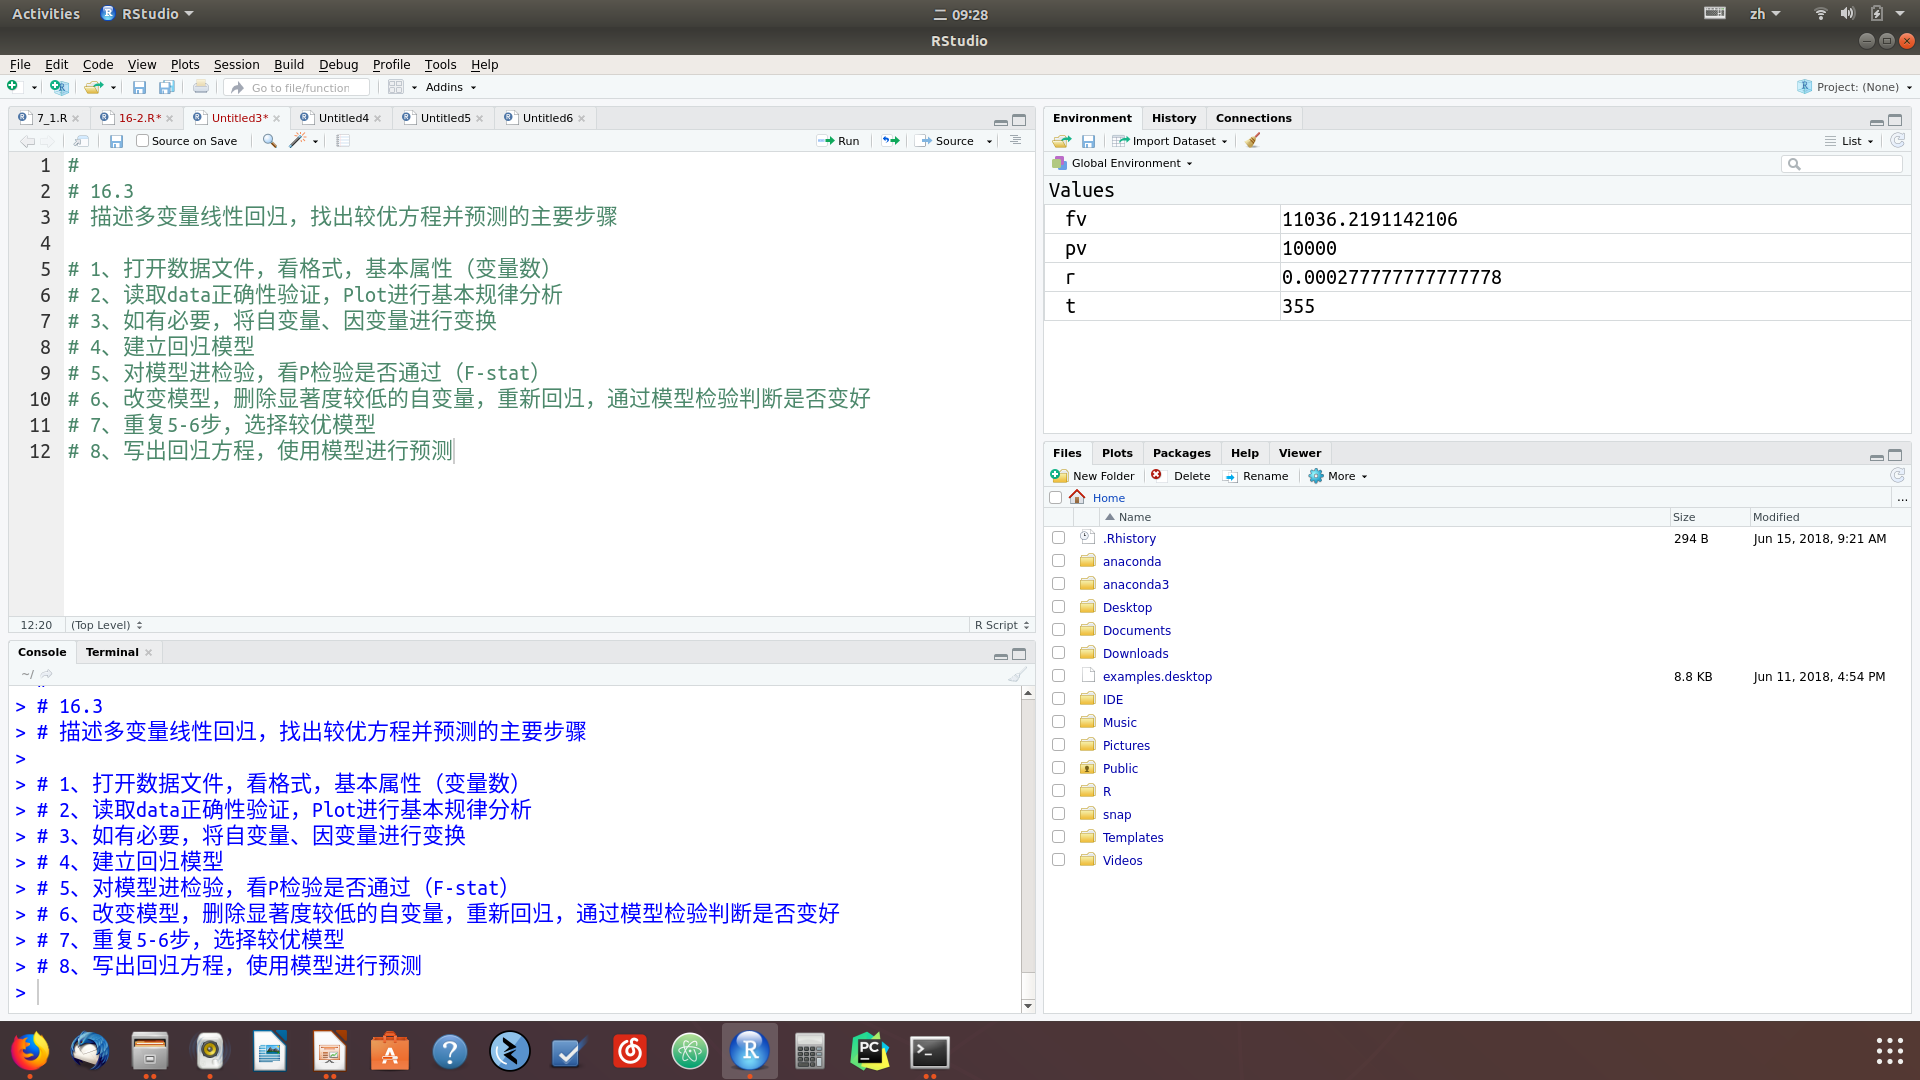 Activities
RStudio
二 09:28
zh
RStudio
File Edit Code View Plots Session Build Debug Profile Tools Help
Go to file/function
Addins
Project: (None)
7_1.R
16-2.R*
Untitled3*
Untitled4
Untitled5
Untitled6
Source on Save
Run
Source
1 #
2 # 16.3
3 # 描述多变量线性回归，找出较优方程并预测的主要步骤
4
5 # 1、打开数据文件，看格式，基本属性（变量数）
6 # 2、读取data正确性验证，Plot进行基本规律分析
7 # 3、如有必要，将自变量、因变量进行变换
8 # 4、建立回归模型
9 # 5、对模型进检验，看P检验是否通过（F-stat）
10 # 6、改变模型，删除显著度较低的自变量，重新回归，通过模型检验判断是否变好
11 # 7、重复5-6步，选择较优模型
12 # 8、写出回归方程，使用模型进行预测
12:20
(Top Level)
R Script
Console
Terminal
~/
> # 16.3
> # 描述多变量线性回归，找出较优方程并预测的主要步骤
>
> # 1、打开数据文件，看格式，基本属性（变量数）
> # 2、读取data正确性验证，Plot进行基本规律分析
> # 3、如有必要，将自变量、因变量进行变换
> # 4、建立回归模型
> # 5、对模型进检验，看P检验是否通过（F-stat）
> # 6、改变模型，删除显著度较低的自变量，重新回归，通过模型检验判断是否变好
> # 7、重复5-6步，选择较优模型
> # 8、写出回归方程，使用模型进行预测
>
Environment History Connections
Import Dataset
List
Global Environment
Values
fv 11036.2191142106
pv 10000
r 0.000277777777777778
t 355
Files Plots Packages Help Viewer
New Folder Delete Rename More
Home
...
Name Size Modified
.Rhistory 294 B Jun 15, 2018, 9:21 AM
anaconda
anaconda3
Desktop
Documents
Downloads
examples.desktop 8.8 KB Jun 11, 2018, 4:54 PM
IDE
Music
Pictures
Public
R
snap
Templates
Videos
R
PC